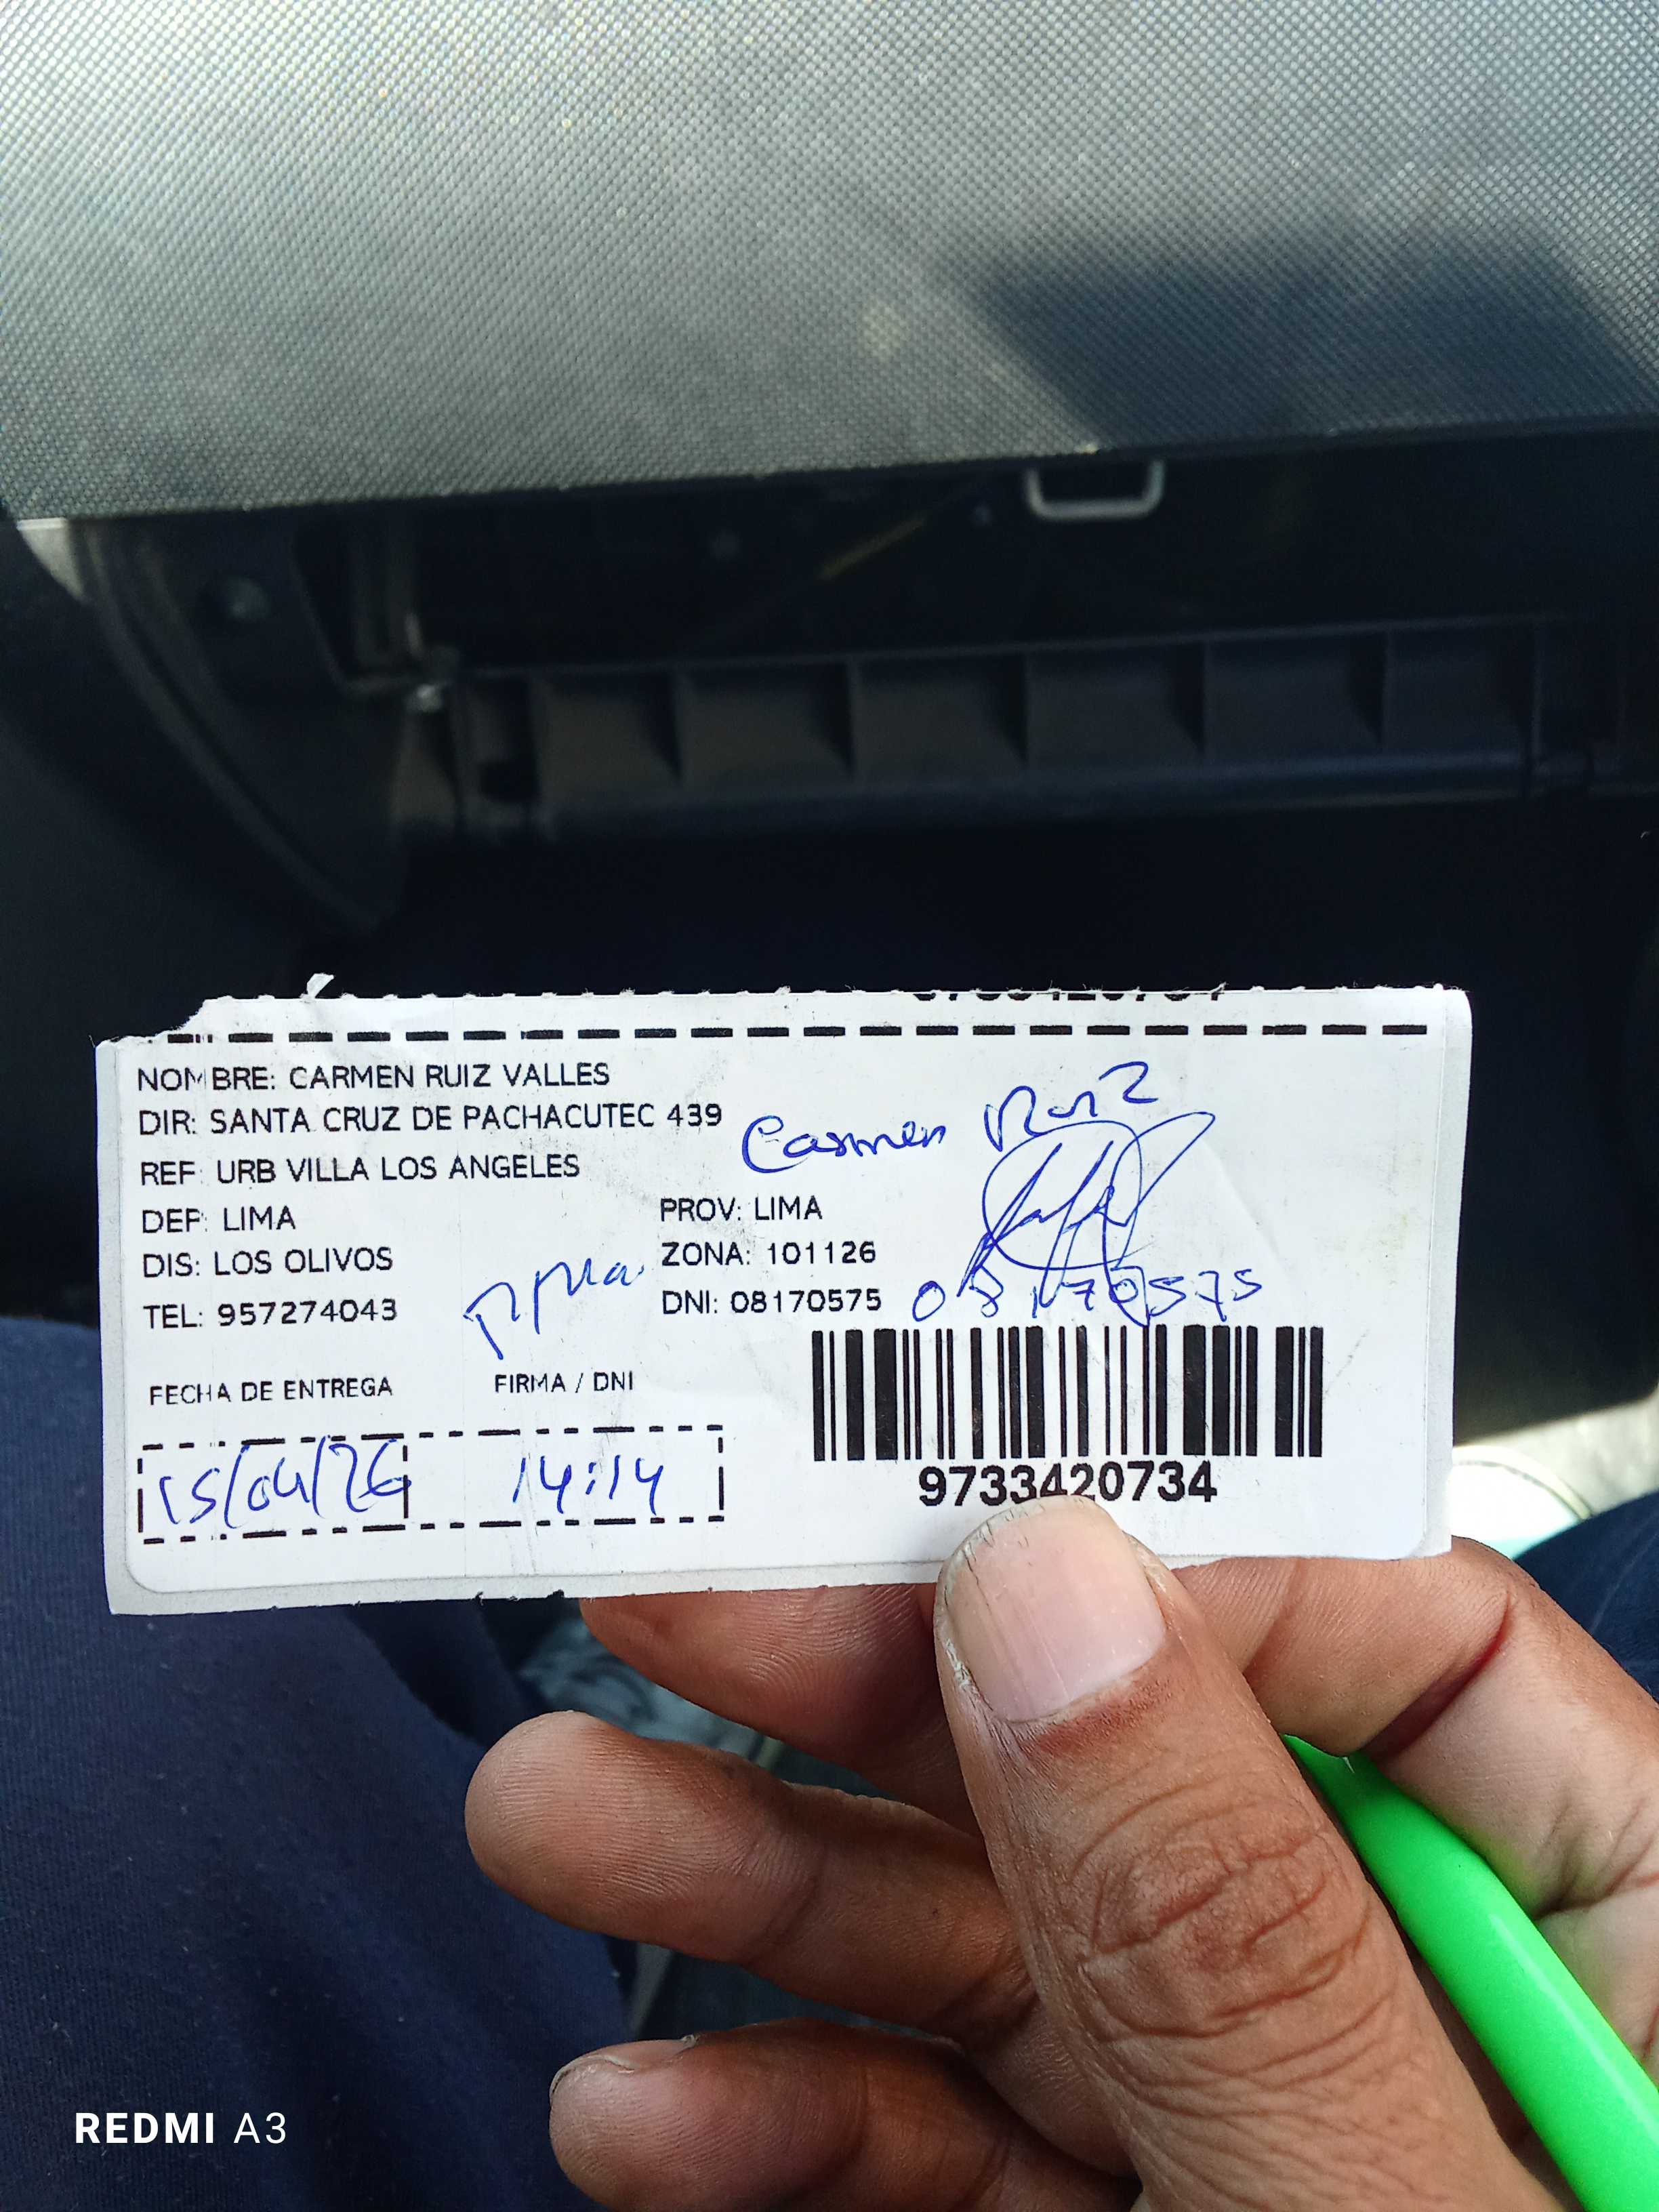 NOMBRE: CARMEN RUIZ VALLES
DIR: SANTA CRUZ DE PACHACUTEC 439
Carmen Ruiz
REF: URB VILLA LOS ANGELES
DEP: LIMA
PROV: LIMA
DIS: LOS OLIVOS
ZONA: 101126
TEL: 957274043
DNI: 08170575
08170575
FECHA DE ENTREGA
FIRMA / DNI
15/04/26
14:14
9733420734
REDMI A3